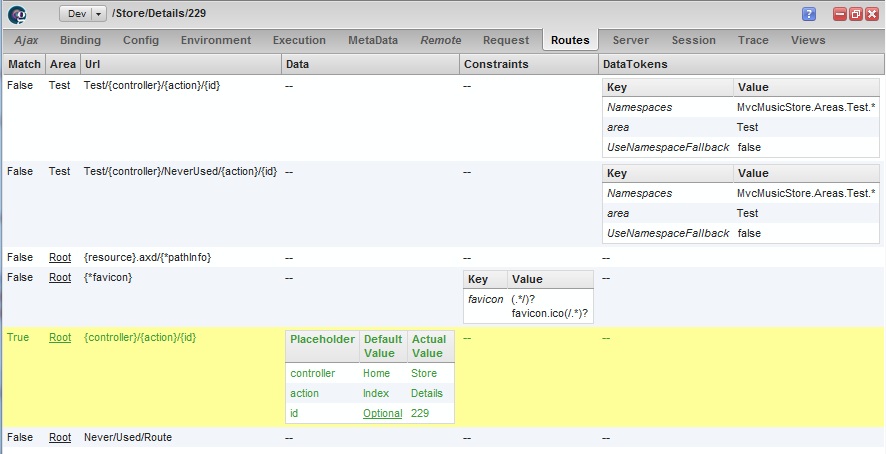 Dev /Store/Details/229 ?
Ajax Binding Config Environment Execution MetaData Remote Request Routes Server Session Trace Views
Match Area Url Data Constraints DataTokens
False Test Test/{controller}/{action}/{id} -- -- Key Value
Namespaces MvcMusicStore.Areas.Test.*
area Test
UseNamespaceFallback false
False Test Test/{controller}/NeverUsed/{action}/{id} -- -- Key Value
Namespaces MvcMusicStore.Areas.Test.*
area Test
UseNamespaceFallback false
False Root {resource}.axd/{*pathInfo} -- -- --
False Root {*favicon} -- Key Value --
favicon (.*/)?
favicon.ico(/.*)?
True Root {controller}/{action}/{id} Placeholder Default Actual -- --
Value Value
controller Home Store
action Index Details
id Optional 229
False Root Never/Used/Route -- -- --